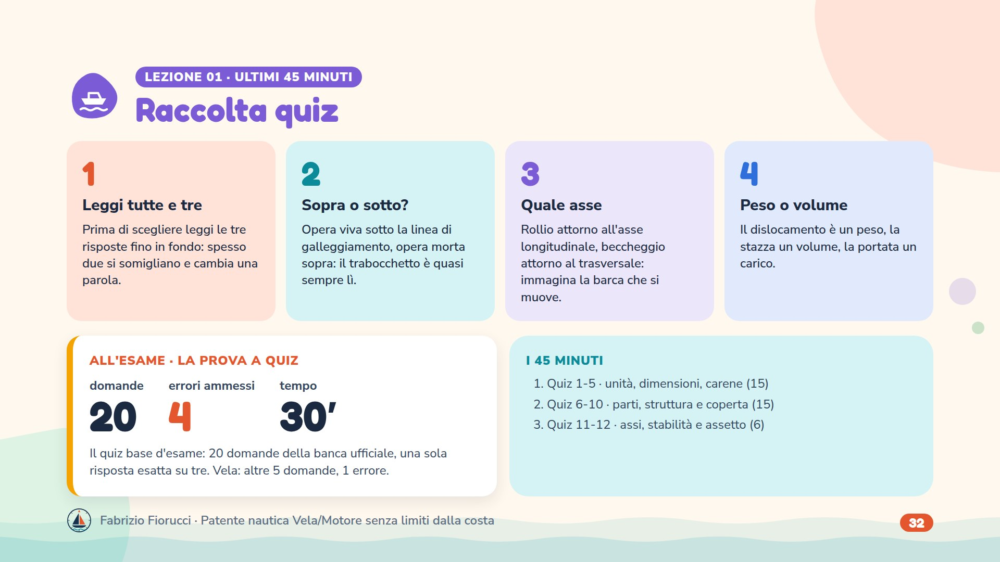 LEZIONE 01 · ULTIMI 45 MINUTI
Raccolta quiz
1
Leggi tutte e tre
Prima di scegliere leggi le tre
risposte fino in fondo: spesso
due si somigliano e cambia una
parola.
2
Sopra o sotto?
Opera viva sotto la linea di
galleggiamento, opera morta
sopra: il trabocchetto è quasi
sempre lì.
3
Quale asse
Rollio attorno all'asse
longitudinale, beccheggio
attorno al trasversale:
immagina la barca che si
muove.
4
Peso o volume
Il dislocamento è un peso, la
stazza un volume, la portata un
carico.
ALL'ESAME · LA PROVA A QUIZ
domande errori ammessi tempo
20 4 30′
Il quiz base d'esame: 20 domande della banca ufficiale, una sola
risposta esatta su tre. Vela: altre 5 domande, 1 errore.
I 45 MINUTI
1. Quiz 1-5 · unità, dimensioni, carene (15)
2. Quiz 6-10 · parti, struttura e coperta (15)
3. Quiz 11-12 · assi, stabilità e assetto (6)
Fabrizio Fiorucci · Patente nautica Vela/Motore senza limiti dalla costa
32